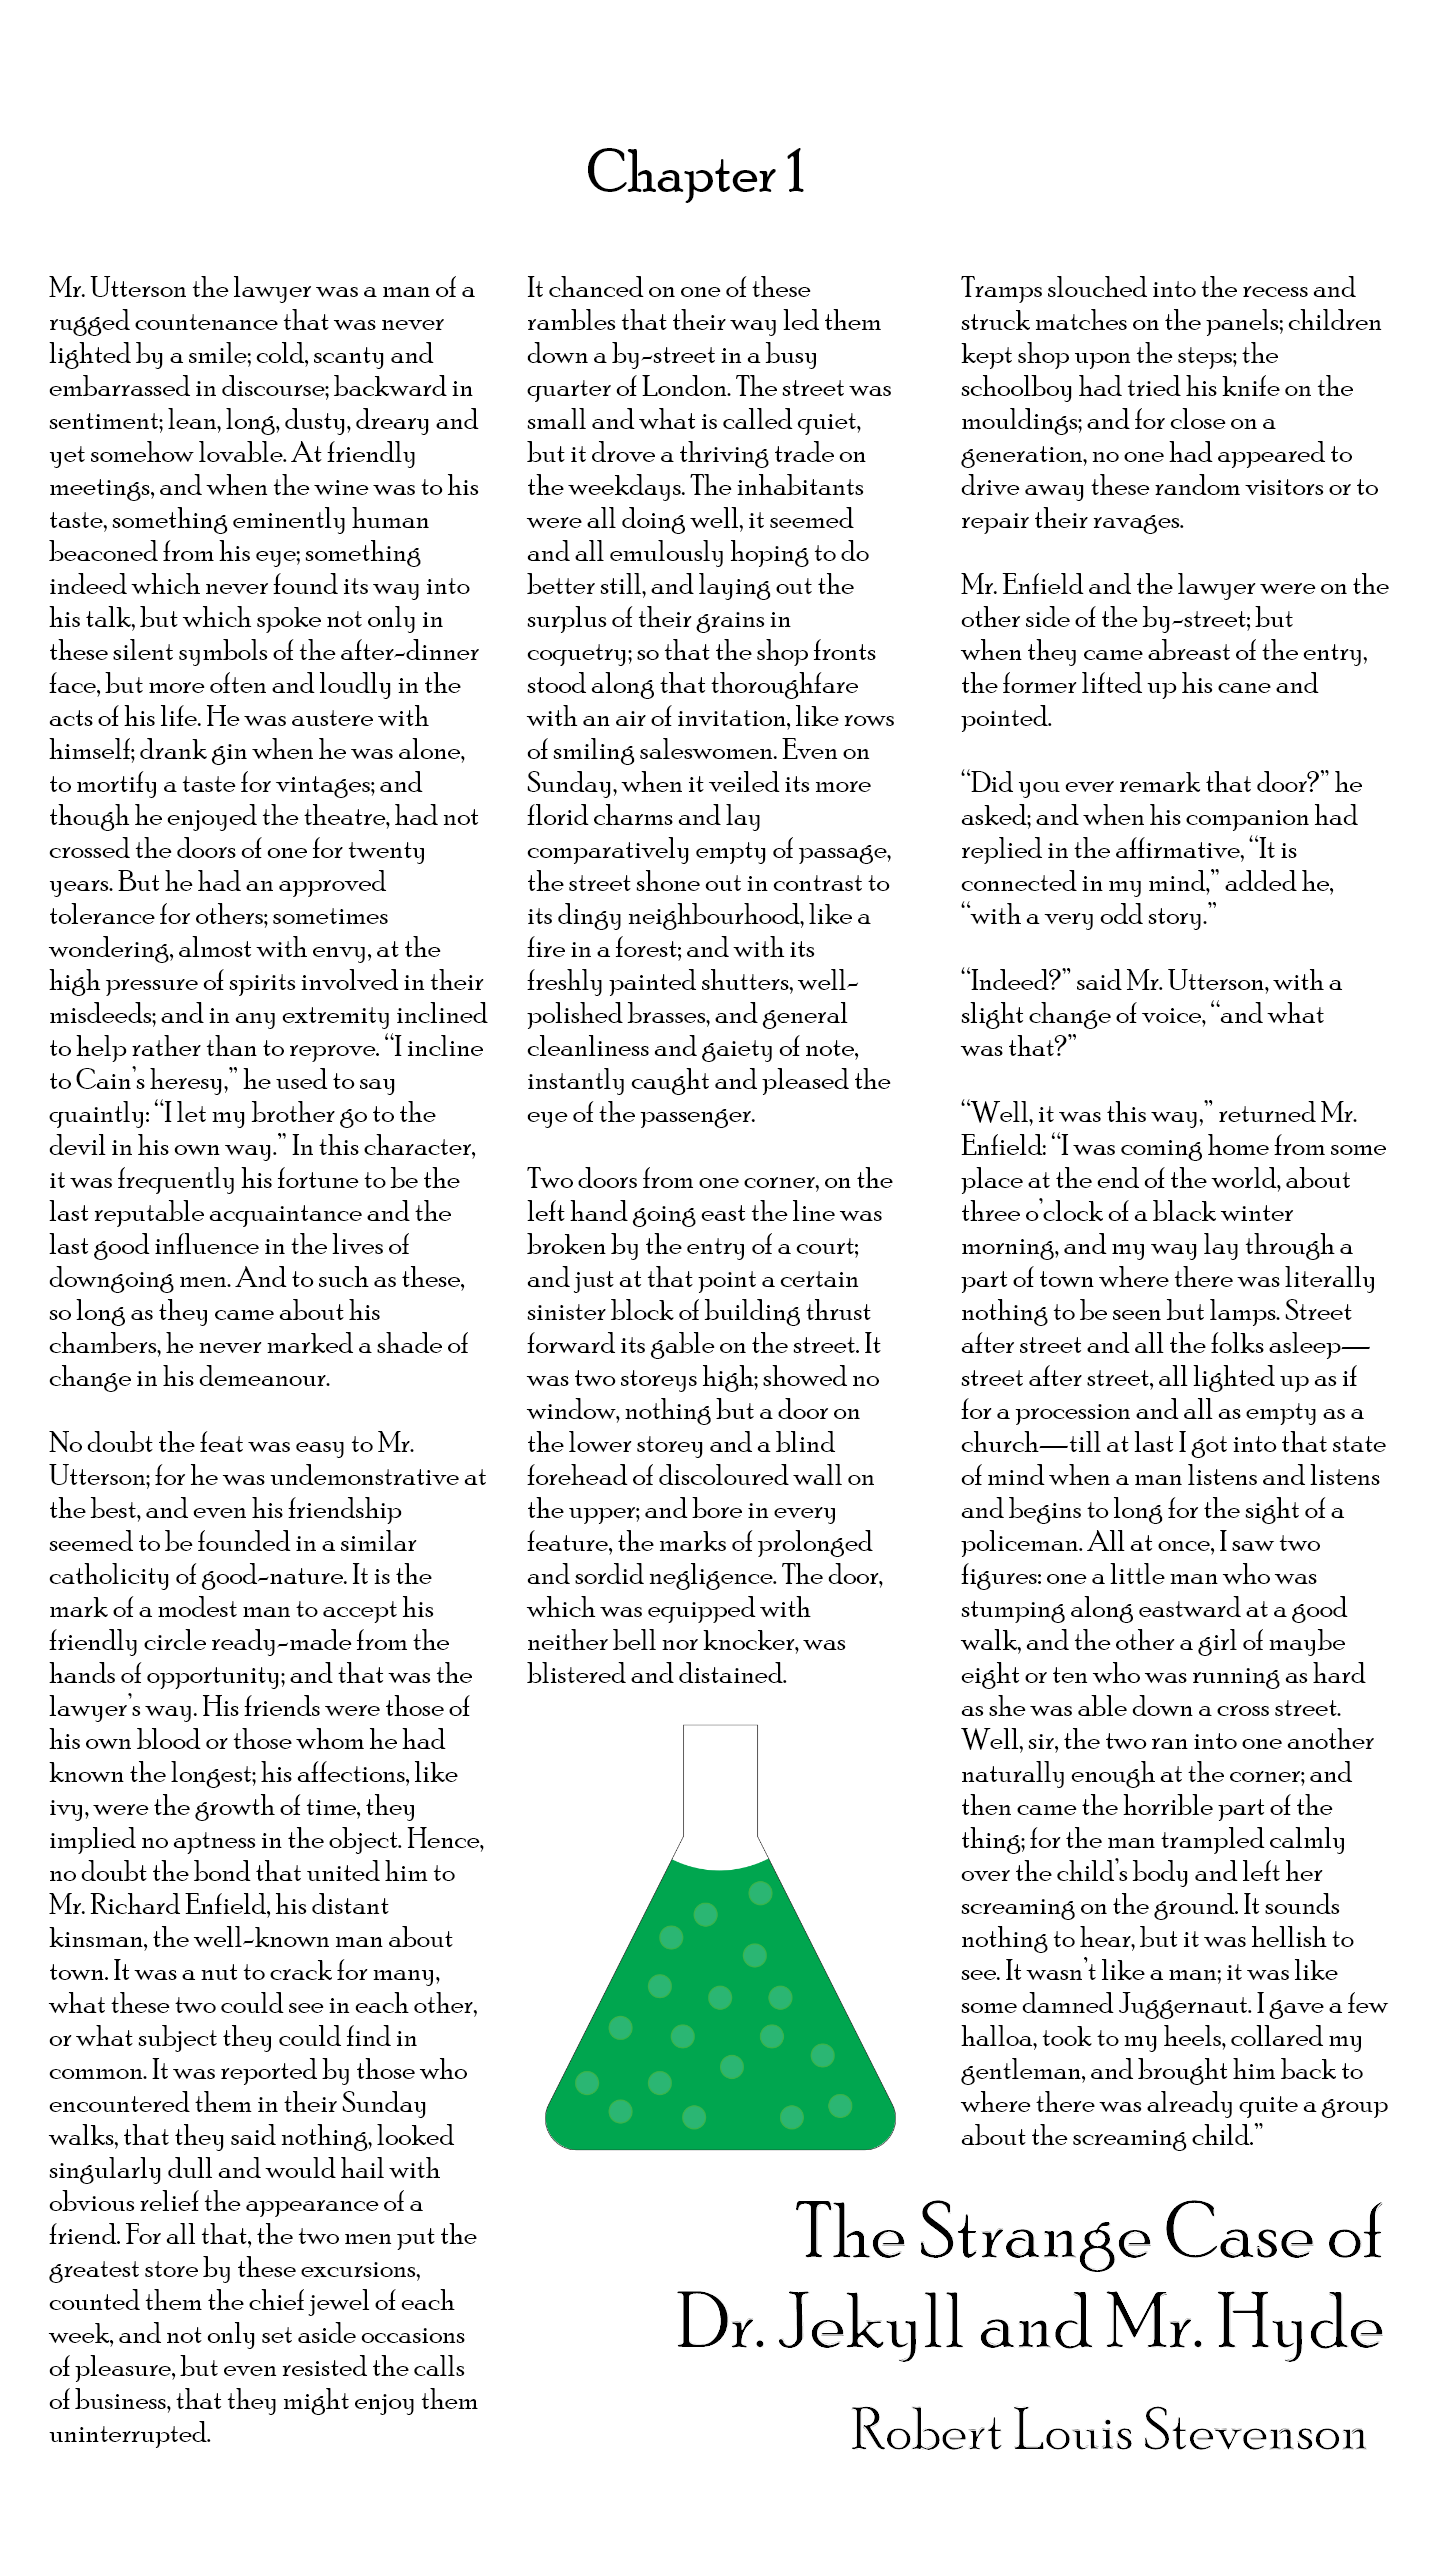 Chapter 1
Mr. Utterson the lawyer was a man of a
rugged countenance that was never
lighted by a smile; cold, scanty and
embarrassed in discourse; backward in
sentiment; lean, long, dusty, dreary and
yet somehow lovable. At friendly
meetings, and when the wine was to his
taste, something eminently human
beaconed from his eye; something
indeed which never found its way into
his talk, but which spoke not only in
these silent symbols of the after-dinner
face, but more often and loudly in the
acts of his life. He was austere with
himself; drank gin when he was alone,
to mortify a taste for vintages; and
though he enjoyed the theatre, had not
crossed the doors of one for twenty
years. But he had an approved
tolerance for others; sometimes
wondering, almost with envy, at the
high pressure of spirits involved in their
misdeeds; and in any extremity inclined
to help rather than to reprove. “I incline
to Cain’s heresy,” he used to say
quaintly: “I let my brother go to the
devil in his own way.” In this character,
it was frequently his fortune to be the
last reputable acquaintance and the
last good influence in the lives of
downgoing men. And to such as these,
so long as they came about his
chambers, he never marked a shade of
change in his demeanour.
No doubt the feat was easy to Mr.
Utterson; for he was undemonstrative at
the best, and even his friendship
seemed to be founded in a similar
catholicity of good-nature. It is the
mark of a modest man to accept his
friendly circle ready-made from the
hands of opportunity; and that was the
lawyer’s way. His friends were those of
his own blood or those whom he had
known the longest; his affections, like
ivy, were the growth of time, they
implied no aptness in the object. Hence,
no doubt the bond that united him to
Mr. Richard Enfield, his distant
kinsman, the well-known man about
town. It was a nut to crack for many,
what these two could see in each other,
or what subject they could find in
common. It was reported by those who
encountered them in their Sunday
walks, that they said nothing, looked
singularly dull and would hail with
obvious relief the appearance of a
friend. For all that, the two men put the
greatest store by these excursions,
counted them the chief jewel of each
week, and not only set aside occasions
of pleasure, but even resisted the calls
of business, that they might enjoy them
uninterrupted.
It chanced on one of these
rambles that their way led them
down a by-street in a busy
quarter of London. The street was
small and what is called quiet,
but it drove a thriving trade on
the weekdays. The inhabitants
were all doing well, it seemed
and all emulously hoping to do
better still, and laying out the
surplus of their grains in
coquetry; so that the shop fronts
stood along that thoroughfare
with an air of invitation, like rows
of smiling saleswomen. Even on
Sunday, when it veiled its more
florid charms and lay
comparatively empty of passage,
the street shone out in contrast to
its dingy neighbourhood, like a
fire in a forest; and with its
freshly painted shutters, well-
polished brasses, and general
cleanliness and gaiety of note,
instantly caught and pleased the
eye of the passenger.
Two doors from one corner, on the
left hand going east the line was
broken by the entry of a court;
and just at that point a certain
sinister block of building thrust
forward its gable on the street. It
was two storeys high; showed no
window, nothing but a door on
the lower storey and a blind
forehead of discoloured wall on
the upper; and bore in every
feature, the marks of prolonged
and sordid negligence. The door,
which was equipped with
neither bell nor knocker, was
blistered and distained.
Tramps slouched into the recess and
struck matches on the panels; children
kept shop upon the steps; the
schoolboy had tried his knife on the
mouldings; and for close on a
generation, no one had appeared to
drive away these random visitors or to
repair their ravages.
Mr. Enfield and the lawyer were on the
other side of the by-street; but
when they came abreast of the entry,
the former lifted up his cane and
pointed.
“Did you ever remark that door?” he
asked; and when his companion had
replied in the affirmative, “It is
connected in my mind,” added he,
“with a very odd story.”
“Indeed?” said Mr. Utterson, with a
slight change of voice, “and what
was that?”
“Well, it was this way,” returned Mr.
Enfield: “I was coming home from some
place at the end of the world, about
three o’clock of a black winter
morning, and my way lay through a
part of town where there was literally
nothing to be seen but lamps. Street
after street and all the folks asleep—
street after street, all lighted up as if
for a procession and all as empty as a
church—till at last I got into that state
of mind when a man listens and listens
and begins to long for the sight of a
policeman. All at once, I saw two
figures: one a little man who was
stumping along eastward at a good
walk, and the other a girl of maybe
eight or ten who was running as hard
as she was able down a cross street.
Well, sir, the two ran into one another
naturally enough at the corner; and
then came the horrible part of the
thing; for the man trampled calmly
over the child’s body and left her
screaming on the ground. It sounds
nothing to hear, but it was hellish to
see. It wasn’t like a man; it was like
some damned Juggernaut. I gave a few
halloa, took to my heels, collared my
gentleman, and brought him back to
where there was already quite a group
about the screaming child.”
The Strange Case of
Dr. Jekyll and Mr. Hyde
Robert Louis Stevenson